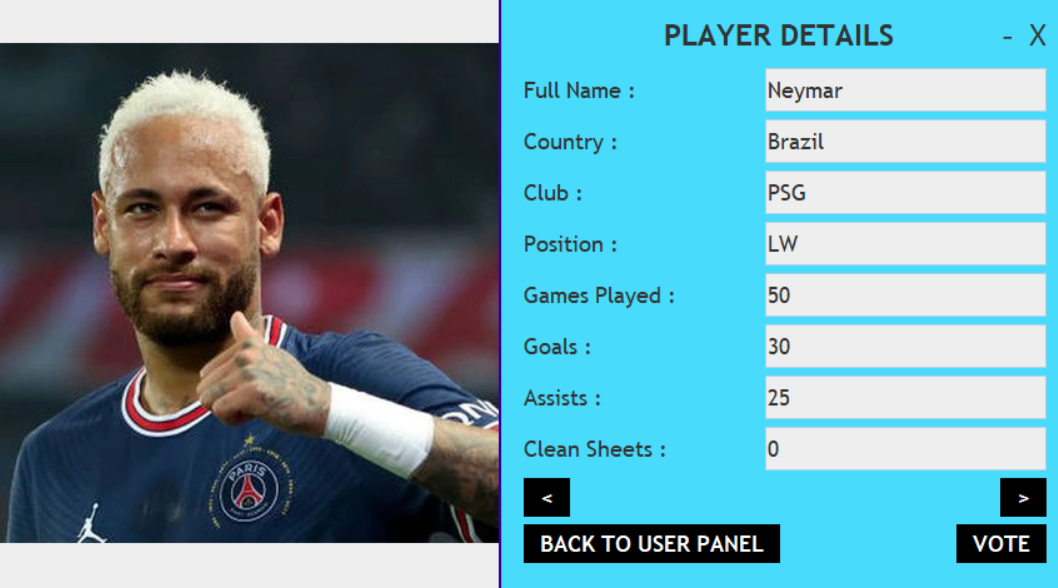 PLAYER DETAILS - X
Full Name : Neymar
Country : Brazil
Club : PSG
Position : LW
Games Played : 50
Goals : 30
Assists : 25
Clean Sheets : 0
< >
BACK TO USER PANEL VOTE
PARIS